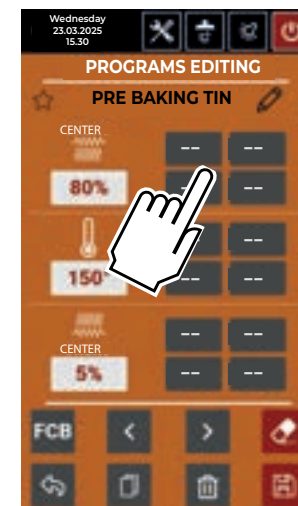 Wednesday
23.03.2025
15.30
PROGRAMS EDITING
PRE BAKING TIN
CENTER
-- --
80% -- --
-- --
150° -- --
CENTER
-- --
5% -- --
FCB < >